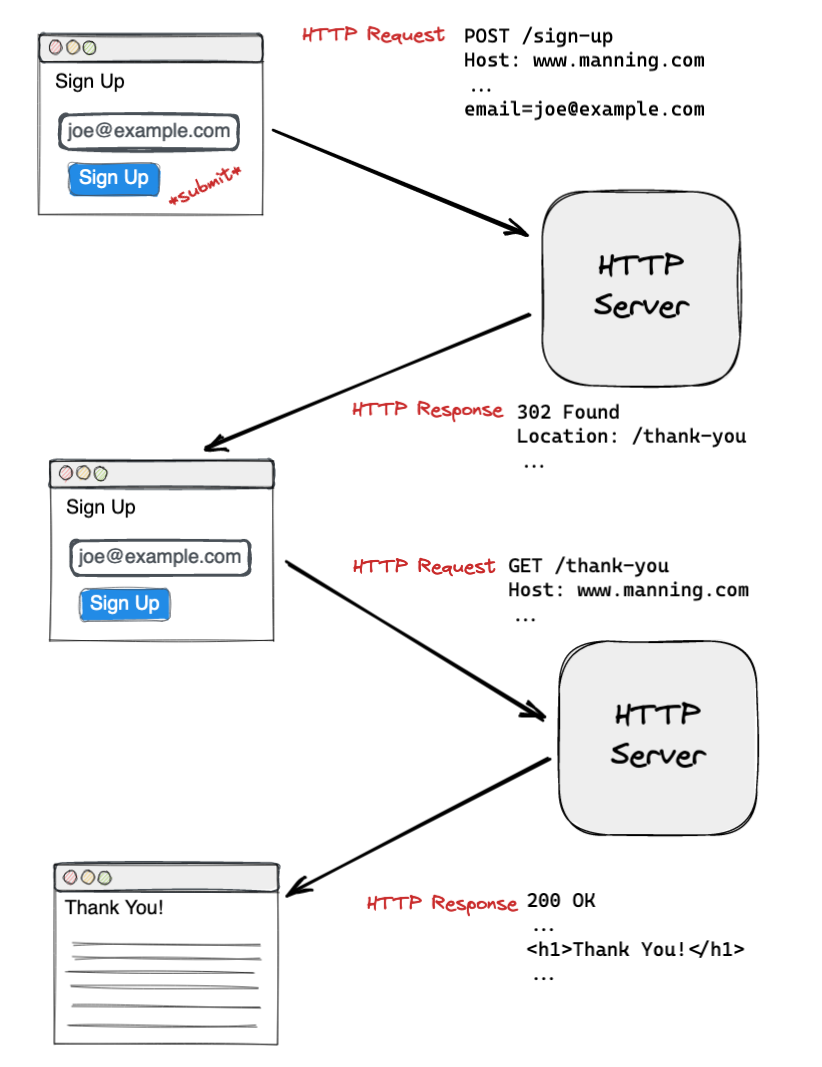 HTTP Request
POST /sign-up
Host: www.manning.com
...
email=joe@example.com
Sign Up
joe@example.com
Sign Up
*submit*
HTTP
Server
HTTP Response
302 Found
Location: /thank-you
...
Sign Up
joe@example.com
Sign Up
HTTP Request
GET /thank-you
Host: www.manning.com
...
HTTP
Server
HTTP Response
200 OK
...
<h1>Thank You!</h1>
...
Thank You!